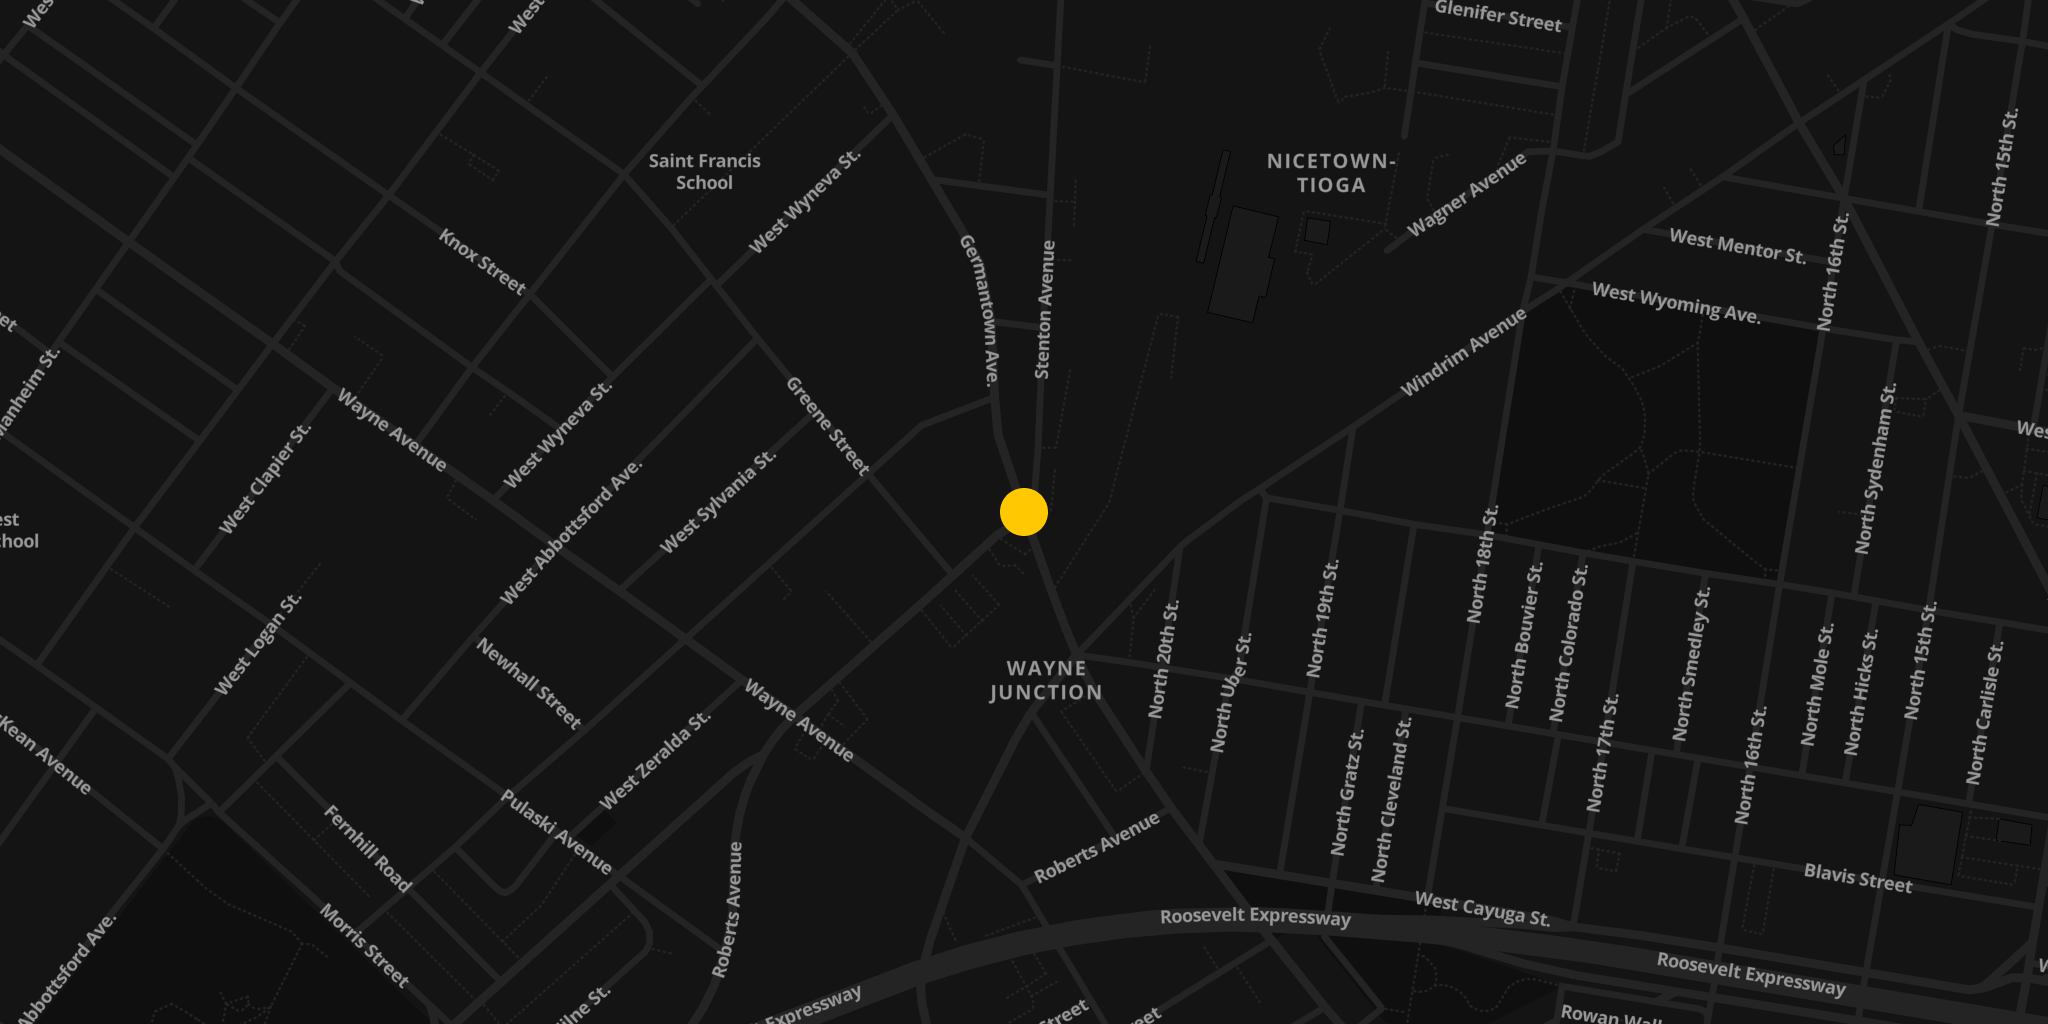 Glenifer Street
Saint Francis
School
NICETOWN-
TIOGA
West Wyneva St.
Wagner Avenue
North 15th St.
Knox Street
Germantown Ave.
Stenton Avenue
West Mentor St.
North 16th St.
West Wyoming Ave.
Windrim Avenue
Manheim St.
Wayne Avenue
West Clapier St.
West Wyneva St.
Greene Street
North Sydenham St.
West Abbottsford Ave.
West Sylvania St.
North 18th St.
North 19th St.
North Bouvier St.
North Colorado St.
North Smedley St.
West Logan St.
Newhall Street
WAYNE
JUNCTION
North 20th St.
North Uber St.
North Mole St.
North Hicks St.
North 15th St.
North Carlisle St.
Wayne Avenue
West Zeralda St.
North Gratz St.
North Cleveland St.
North 17th St.
North 16th St.
Kean Avenue
Fernhill Road
Pulaski Avenue
Roberts Avenue
Roberts Avenue
Blavis Street
Morris Street
Roosevelt Expressway
West Cayuga St.
Roosevelt Expressway
Abbottsford Ave.
Expressway